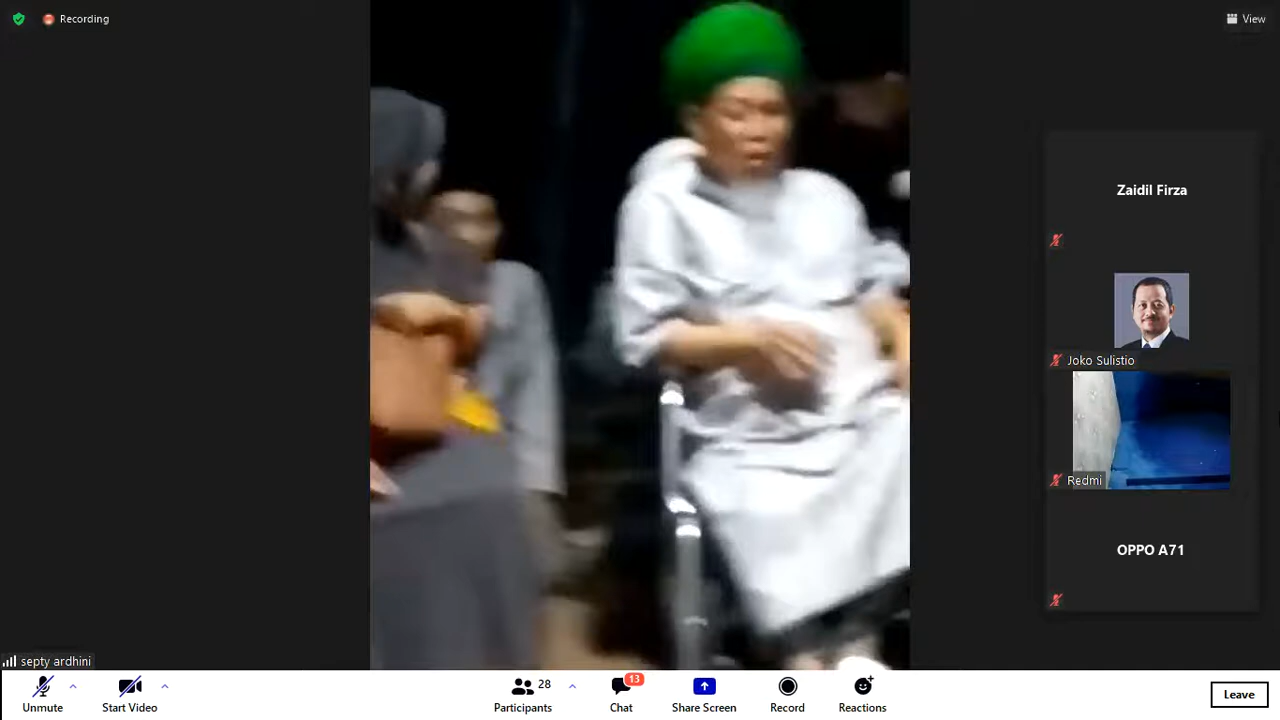 Recording
View
Zaidil Firza
Joko Sulistio
Redmi
OPPO A71
septy ardhini
Unmute
Start Video
28
Participants
13
Chat
Share Screen
Record
Reactions
Leave